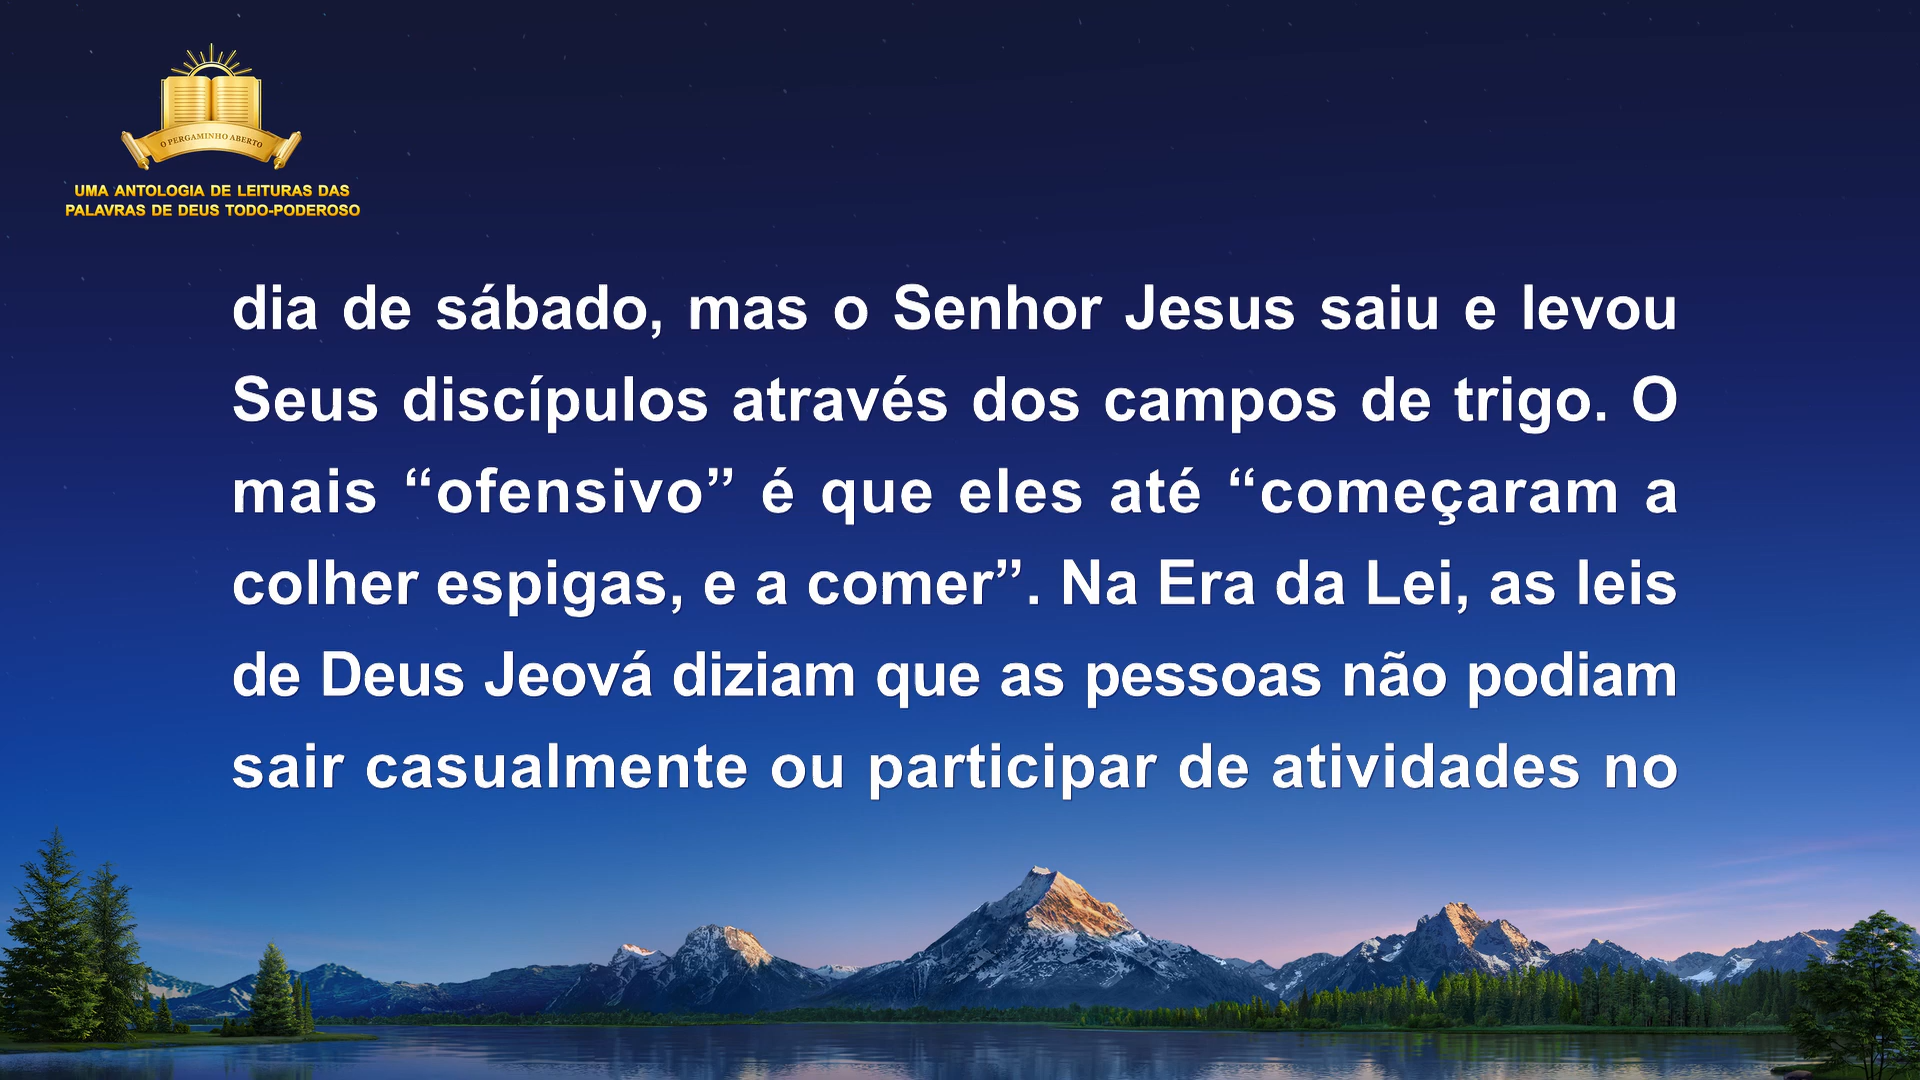 O PERGAMINHO ABERTO
UMA ANTOLOGIA DE LEITURAS DAS
PALAVRAS DE DEUS TODO-PODEROSO
dia de sábado, mas o Senhor Jesus saiu e levou
Seus discípulos através dos campos de trigo. O
mais “ofensivo” é que eles até “começaram a
colher espigas, e a comer”. Na Era da Lei, as leis
de Deus Jeová diziam que as pessoas não podiam
sair casualmente ou participar de atividades no